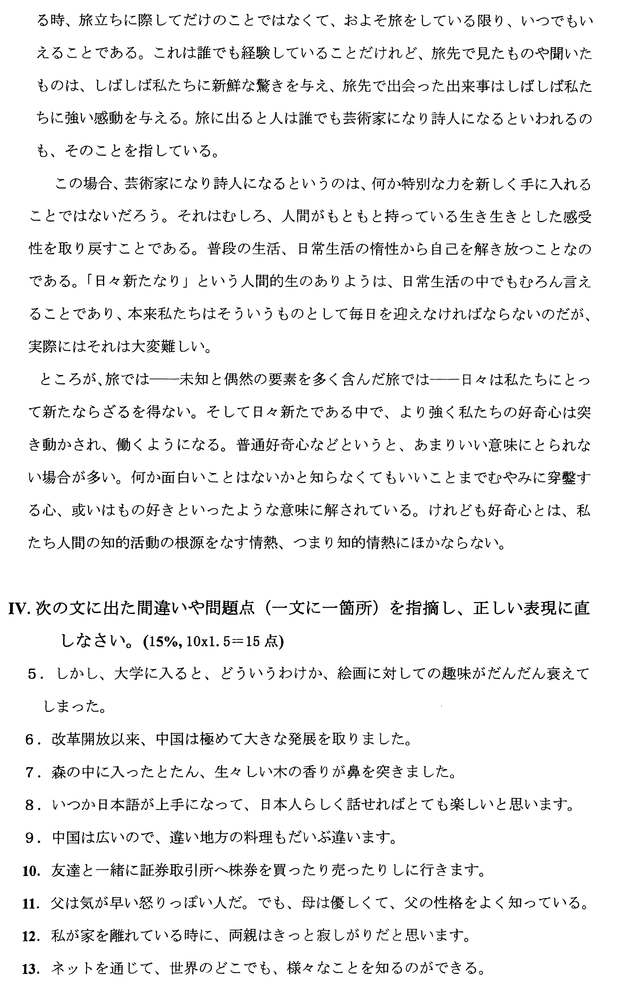 る時、旅立ちに際してだけのことではなくて、およそ旅をしている限り、いつでもい
えることである。これは誰でも経験していることだけれど、旅先で見たものや聞いた
ものは、しばしば私たちに新鮮な驚きを与え、旅先で出会った出来事はしばしば私た
ちに強い感動を与える。旅に出ると人は誰でも芸術家になり詩人になるといわれるの
も、そのことを指している。
この場合、芸術家になり詩人になるというのは、何か特別な力を新しく手に入れる
ことではないだろう。それはむしろ、人間がもともと持っている生き生きとした感受
性を取り戻すことである。普段の生活、日常生活の惰性から自己を解き放つことなの
である。「日々新たなり」という人間的生のありようは、日常生活の中でもむろん言え
ることであり、本来私たちはそういうものとして毎日を迎えなければならないのだが、
実際にはそれは大変難しい。
ところが、旅では——未知と偶然の要素を多く含んだ旅では——日々は私たちにとっ
て新たならざるを得ない。そして日々新たである中で、より強く私たちの好奇心は突
き動かされ、働くようになる。普通好奇心などというと、あまりいい意味にとられな
い場合が多い。何か面白いことはないかと知らなくてもいいことまでむやみに穿鑿す
る心、或いはもの好きといったような意味に解されている。けれども好奇心とは、私
たち人間の知的活動の根源をなす情熱、つまり知的情熱にほかならない。
IV. 次の文に出た間違いや問題点（一文に一箇所）を指摘し、正しい表現に直
しなさい。(15%, 10x1.5＝15 点)
５．しかし、大学に入ると、どういうわけか、絵画に対しての趣味がだんだん衰えて
しまった。
６．改革開放以来、中国は極めて大きな発展を取りました。
７．森の中に入ったとたん、生々しい木の香りが鼻を突きました。
８．いつか日本語が上手になって、日本人らしく話せればとても楽しいと思います。
９．中国は広いので、違い地方の料理もだいぶ違います。
10. 友達と一緒に証券取引所へ株券を買ったり売ったりしに行きます。
11. 父は気が早い怒りっぽい人だ。でも、母は優しくて、父の性格をよく知っている。
12. 私が家を離れている時に、両親はきっと寂しがりだと思います。
13. ネットを通じて、世界のどこでも、様々なことを知るのができる。